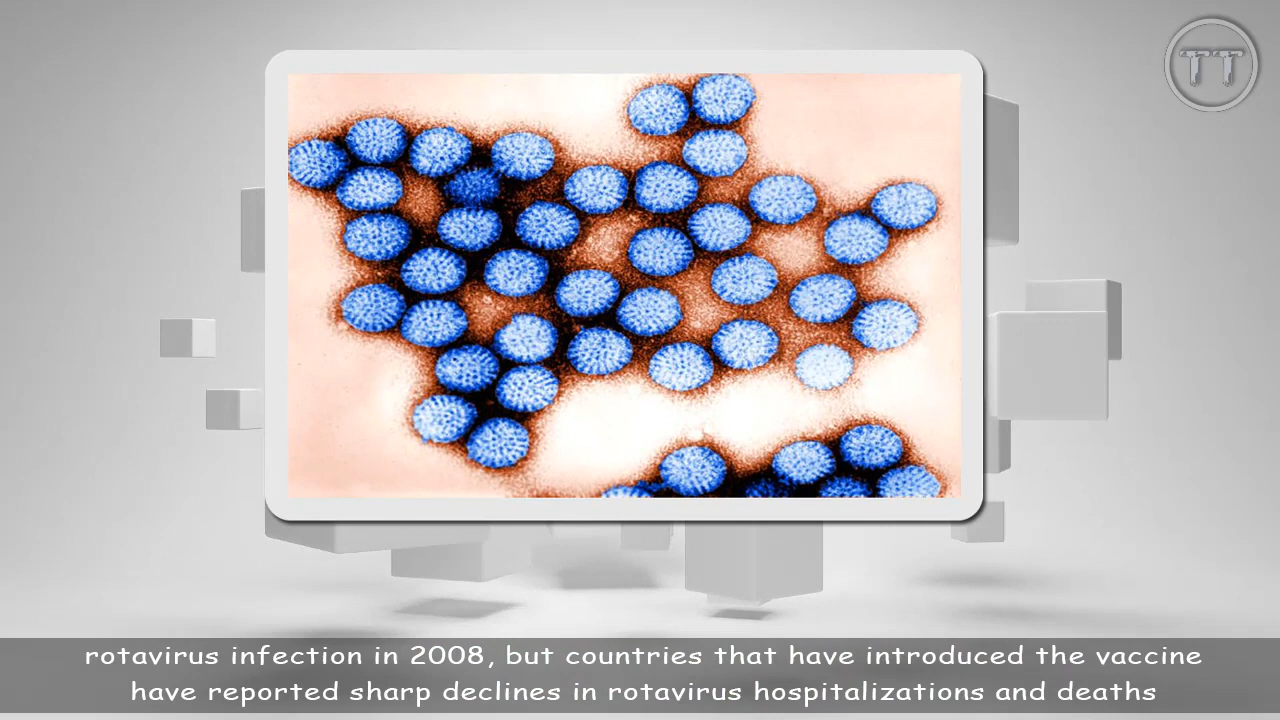 TT
rotavirus infection in 2008, but countries that have introduced the vaccine
have reported sharp declines in rotavirus hospitalizations and deaths